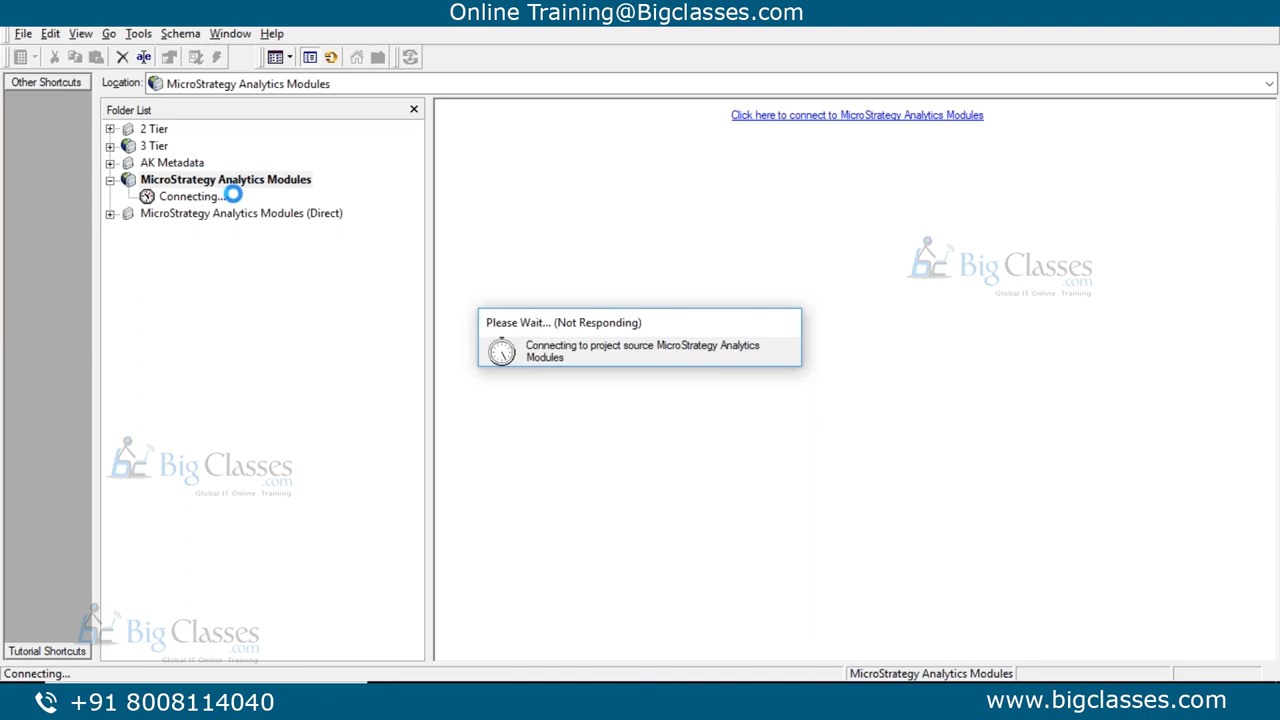 Online Training@Bigclasses.com
File Edit View Go Tools Schema Window Help
Other Shortcuts
Location: MicroStrategy Analytics Modules
Folder List
2 Tier
3 Tier
AK Metadata
MicroStrategy Analytics Modules
Connecting...
MicroStrategy Analytics Modules (Direct)
Click here to connect to MicroStrategy Analytics Modules
Big Classes
.com
Global IT Online Training
Please Wait... (Not Responding)
Connecting to project source MicroStrategy Analytics
Modules
Big Classes
.com
Global IT Online Training
Big Classes
.com
Global IT Online Training
Tutorial Shortcuts
Connecting...
MicroStrategy Analytics Modules
+91 8008114040
www.bigclasses.com